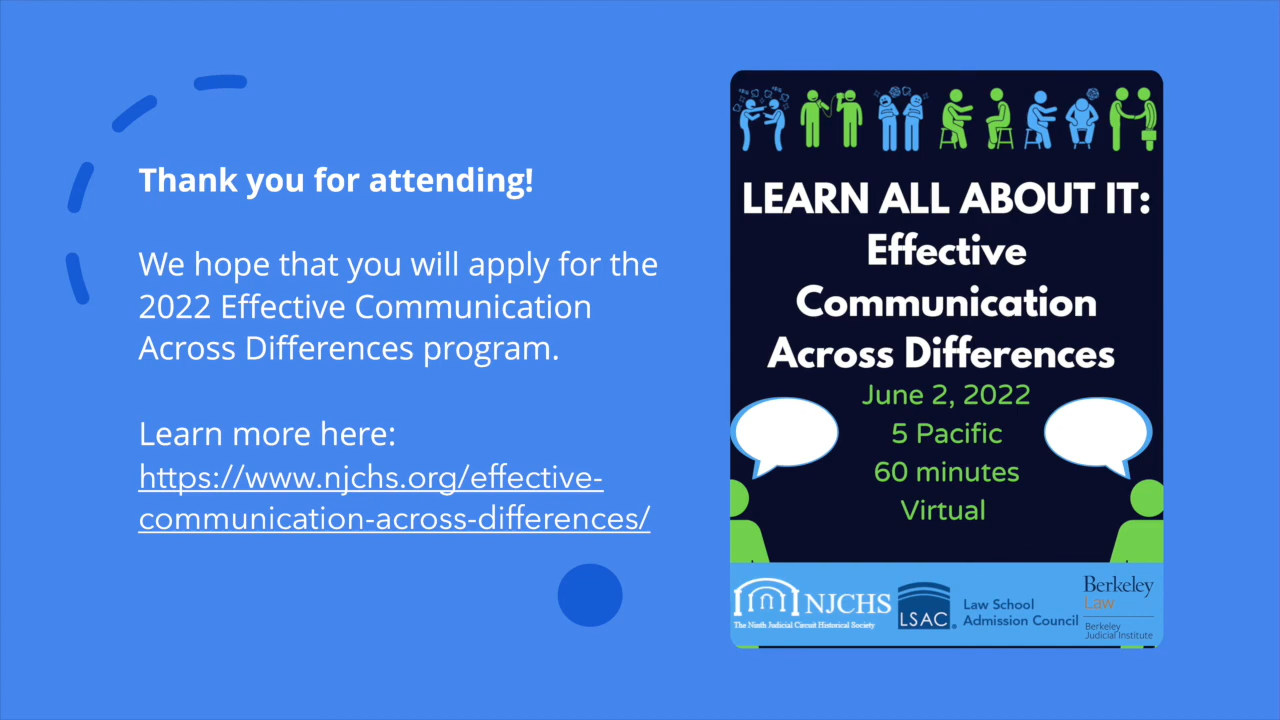 Thank you for attending!
We hope that you will apply for the
2022 Effective Communication
Across Differences program.
Learn more here:
https://www.njchs.org/effective-
communication-across-differences/
LEARN ALL ABOUT IT:
Effective
Communication
Across Differences
June 2, 2022
5 Pacific
60 minutes
Virtual
NJCHS
The Ninth Judicial Circuit Historical Society
LSAC®
Law School
Admission Council
Berkeley
Law
Berkeley
Judicial Institute